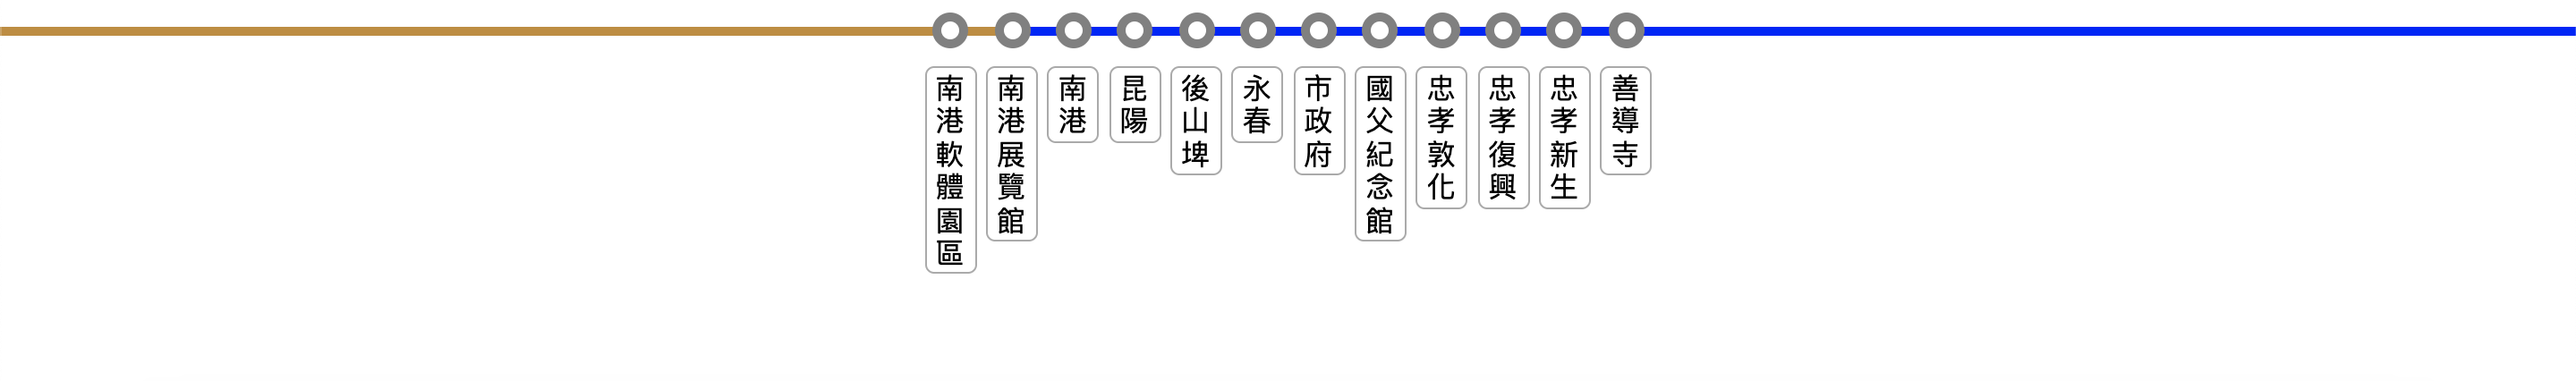 南港軟體園區
南港展覽館
南港
昆陽
後山埤
永春
市政府
國父紀念館
忠孝敦化
忠孝復興
忠孝新生
善導寺